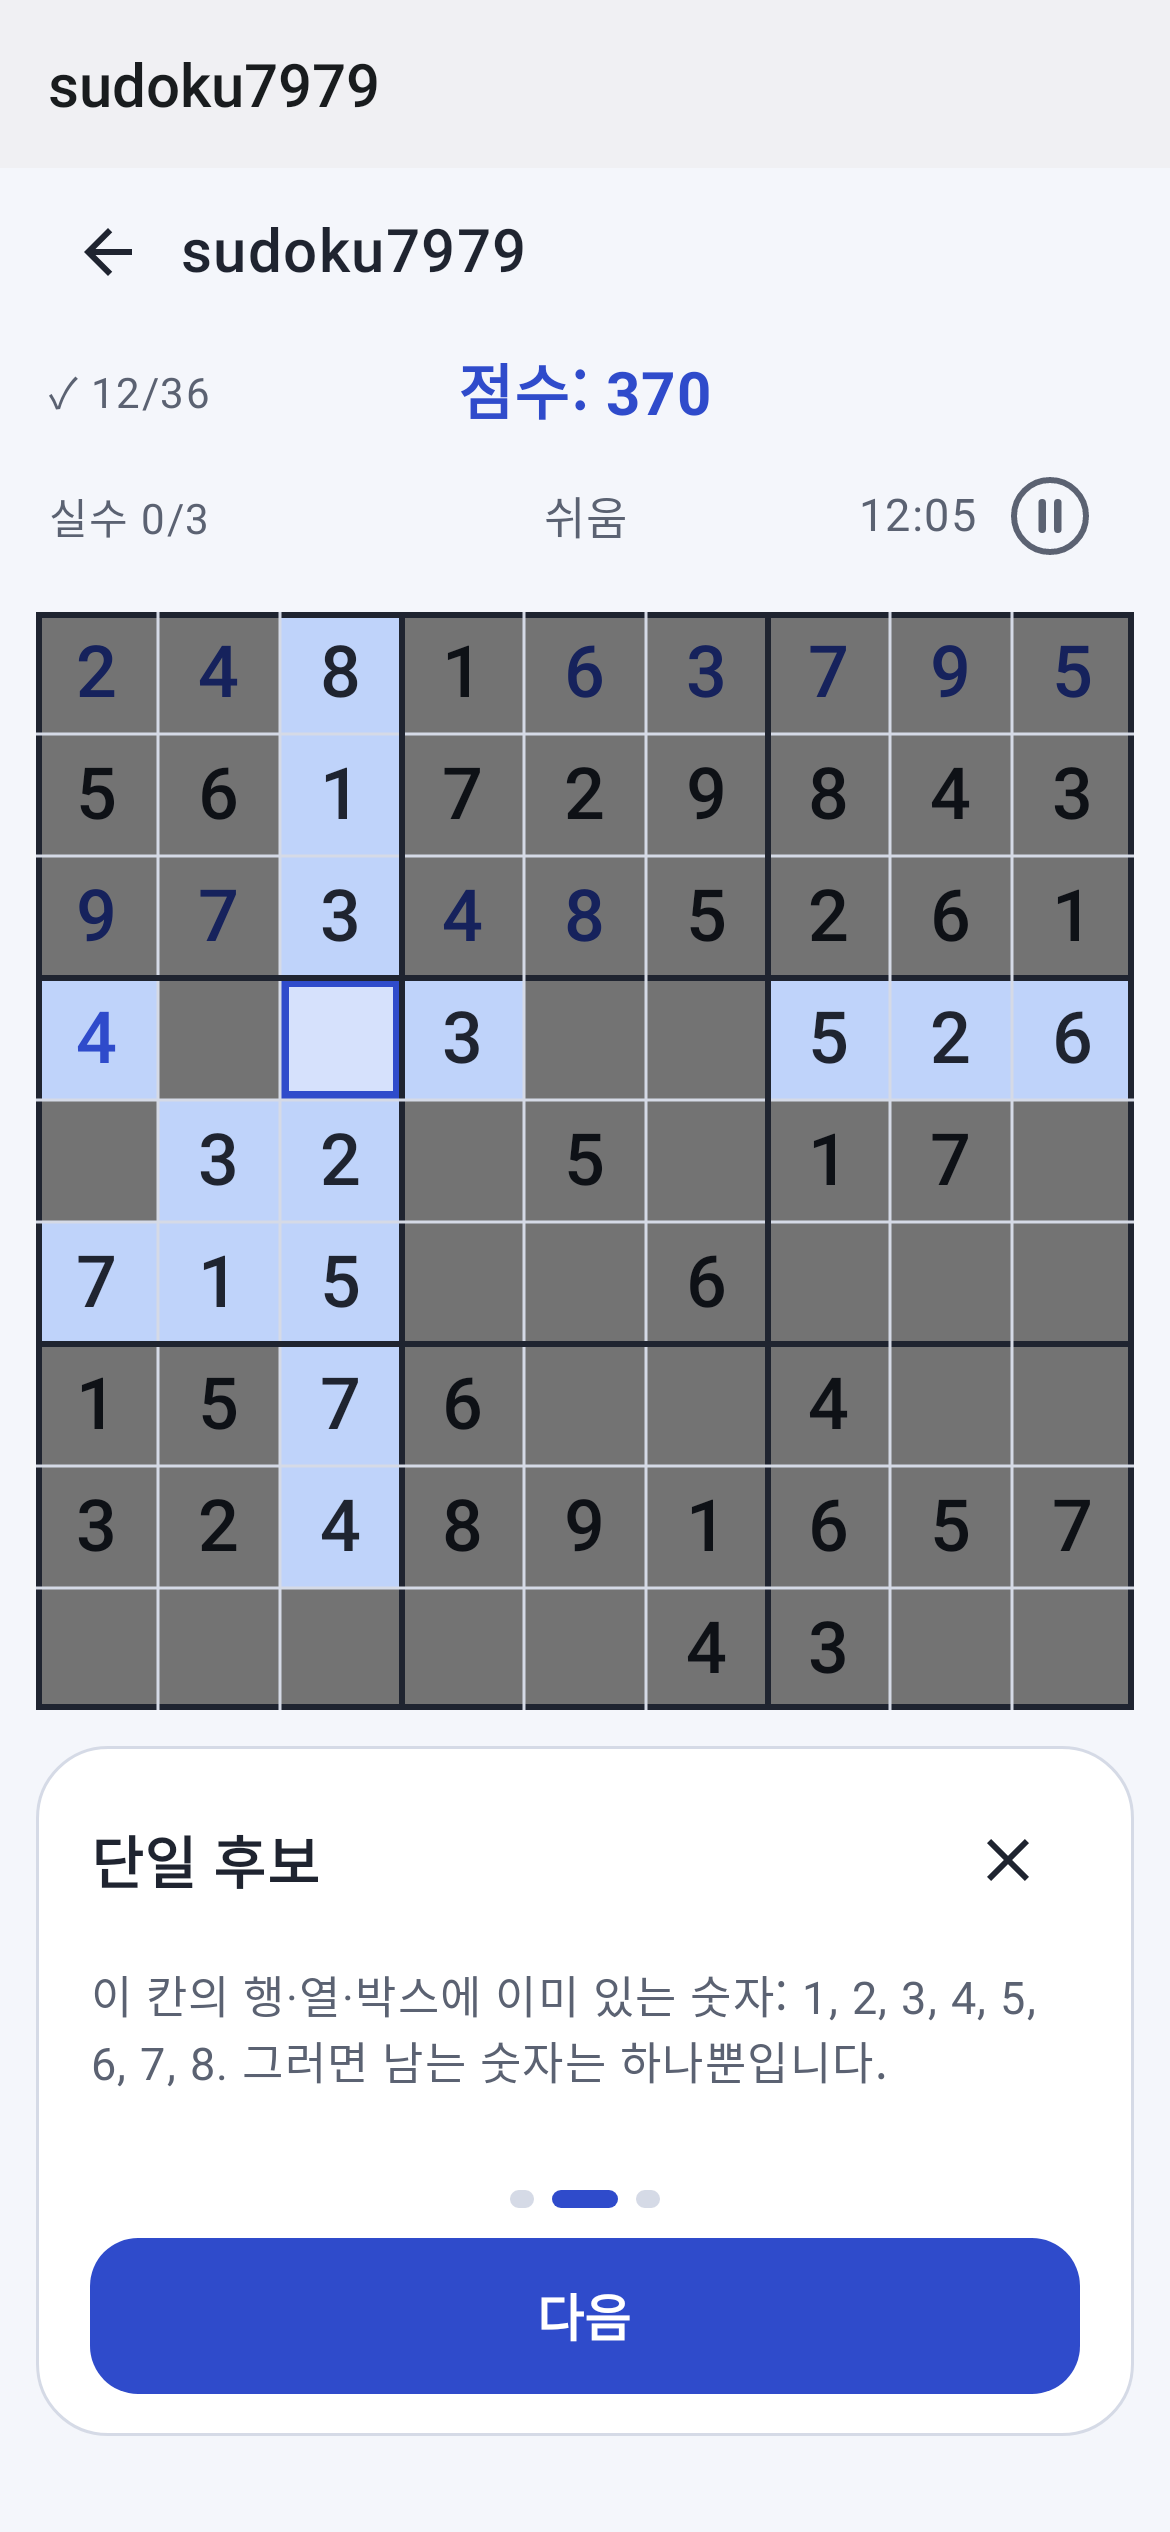 sudoku7979
sudoku7979
✓ 12/36
점수: 370
실수 0/3
쉬움
12:05
2 4 8 1 6 3 7 9 5
5 6 1 7 2 9 8 4 3
9 7 3 4 8 5 2 6 1
4 3 5 2 6
3 2 5 1 7
7 1 5 6
1 5 7 6 4
3 2 4 8 9 1 6 5 7
4 3
단일 후보
이 칸의 행·열·박스에 이미 있는 숫자: 1, 2, 3, 4, 5,
6, 7, 8. 그러면 남는 숫자는 하나뿐입니다.
다음